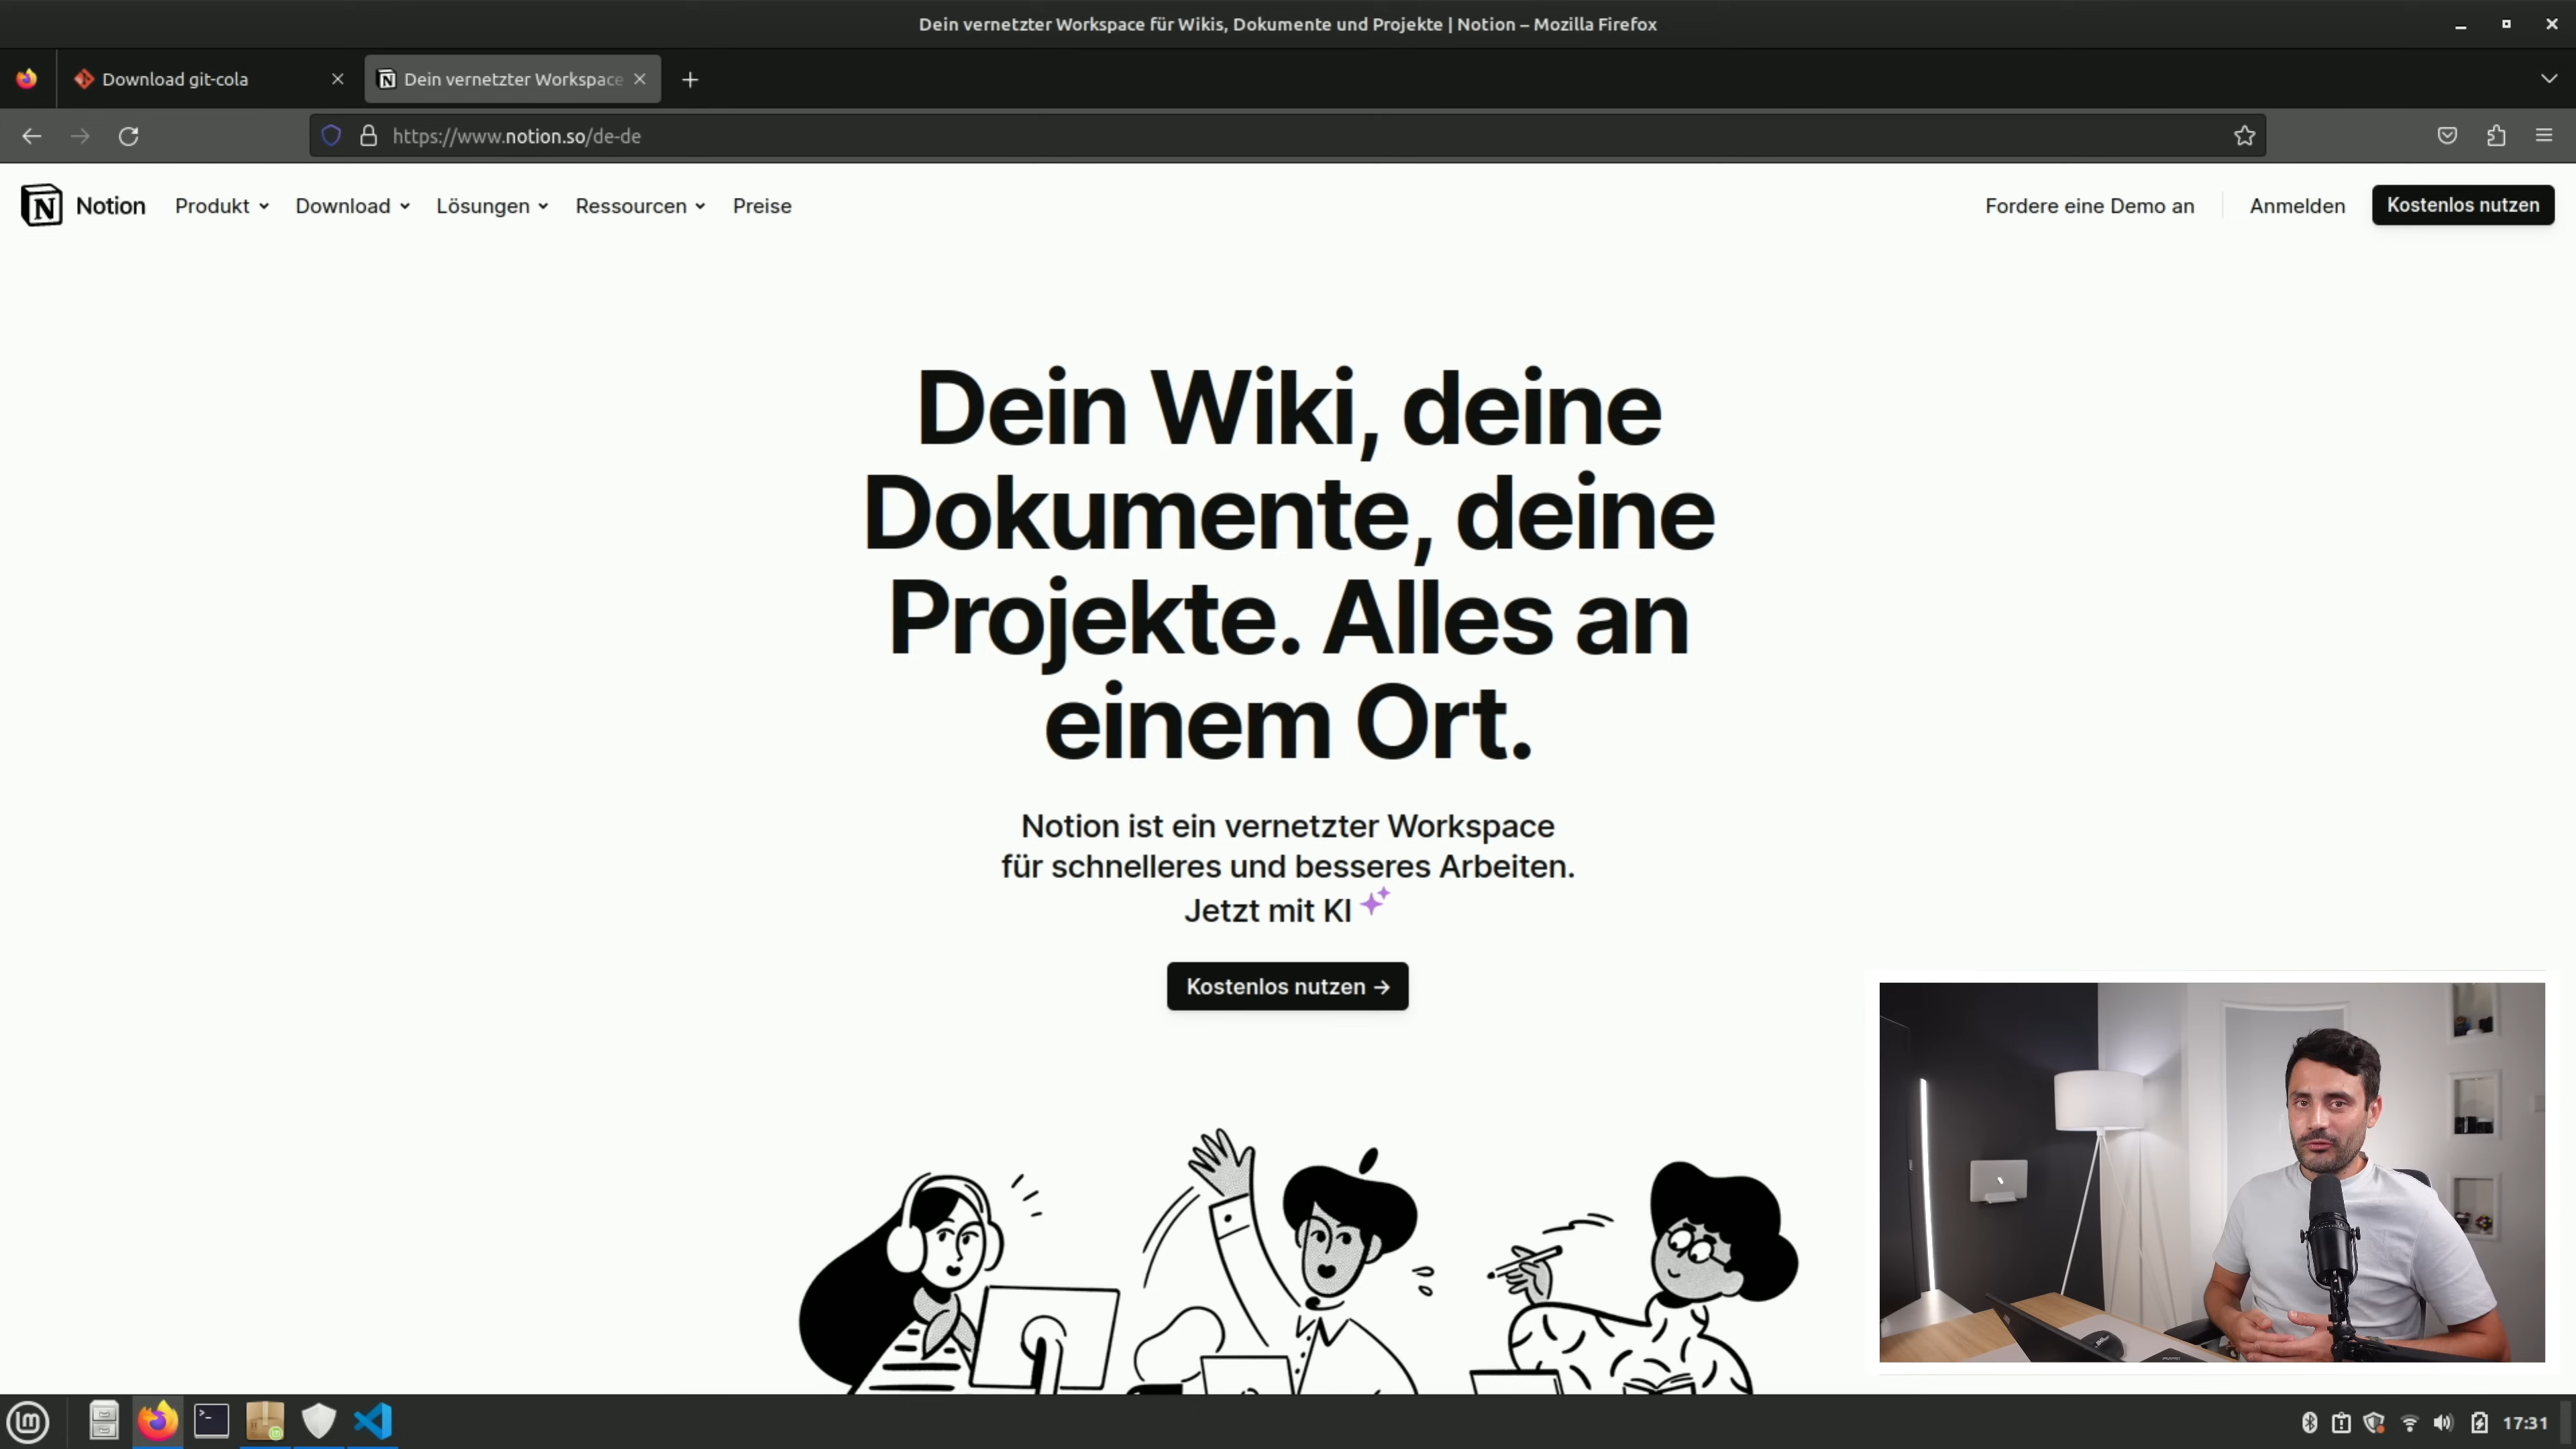 Dein vernetzter Workspace für Wikis, Dokumente und Projekte | Notion – Mozilla Firefox
Download git-cola
Dein vernetzter Workspace
https://www.notion.so/de-de
Notion
Produkt
Download
Lösungen
Ressourcen
Preise
Fordere eine Demo an
Anmelden
Kostenlos nutzen
Dein Wiki, deine
Dokumente, deine
Projekte. Alles an
einem Ort.
Notion ist ein vernetzter Workspace
für schnelleres und besseres Arbeiten.
Jetzt mit KI
Kostenlos nutzen →
17:31